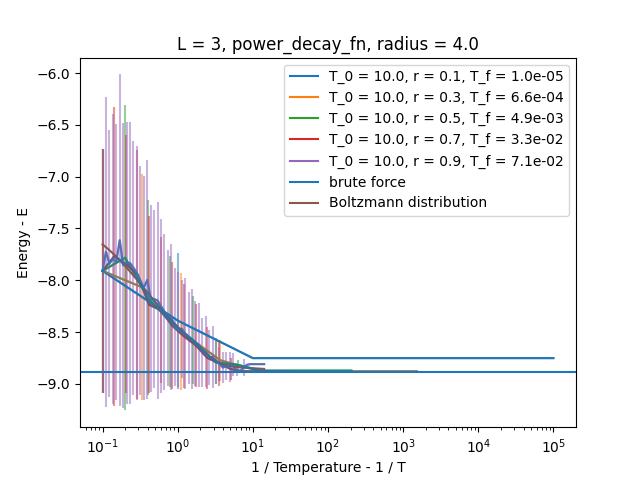 L = 3, power_decay_fn, radius = 4.0
T_0 = 10.0, r = 0.1, T_f = 1.0e-05
T_0 = 10.0, r = 0.3, T_f = 6.6e-04
T_0 = 10.0, r = 0.5, T_f = 4.9e-03
T_0 = 10.0, r = 0.7, T_f = 3.3e-02
T_0 = 10.0, r = 0.9, T_f = 7.1e-02
brute force
Boltzmann distribution
Energy - E
−6.0
−6.5
−7.0
−7.5
−8.0
−8.5
−9.0
10⁻¹ 10⁰ 10¹ 10² 10³ 10⁴ 10⁵
1 / Temperature - 1 / T